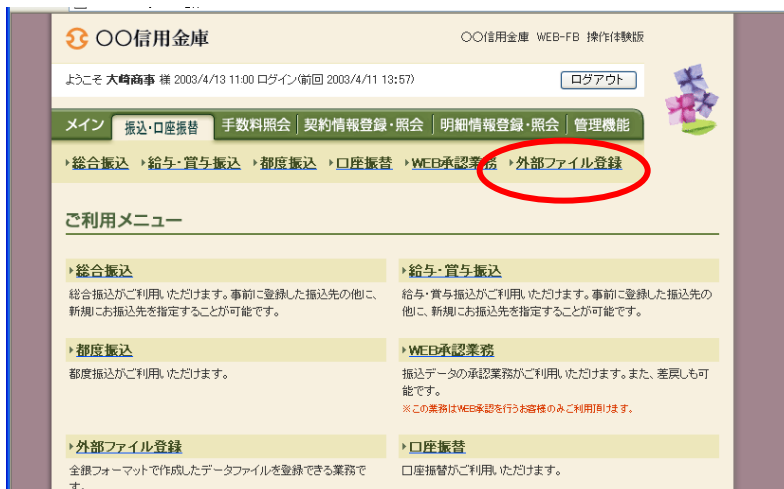 〇〇信用金庫
〇〇信用金庫 WEB-FB 操作体験版
ようこそ 大崎商事 様 2003/4/13 11:00 ログイン(前回 2003/4/11 13:57)
ログアウト
メイン 振込・口座振替 手数料照会 契約情報登録・照会 明細情報登録・照会 管理機能
総合振込 給与・賞与振込 都度振込 口座振替 WEB承認業務 外部ファイル登録
ご利用メニュー
総合振込
総合振込がご利用いただけます。事前に登録した振込先の他に、
新規にお振込先を指定することが可能です。
給与・賞与振込
給与・賞与振込がご利用いただけます。事前に登録した振込先の
他に、新規にお振込先を指定することが可能です。
都度振込
都度振込がご利用いただけます。
WEB承認業務
振込データの承認業務がご利用いただけます。また、差戻しも可
能です。
※この業務はWEB承認を行うお客様のみご利用頂けます。
外部ファイル登録
全銀フォーマットで作成したデータファイルを登録できる業務で
す。
口座振替
口座振替がご利用いただけます。